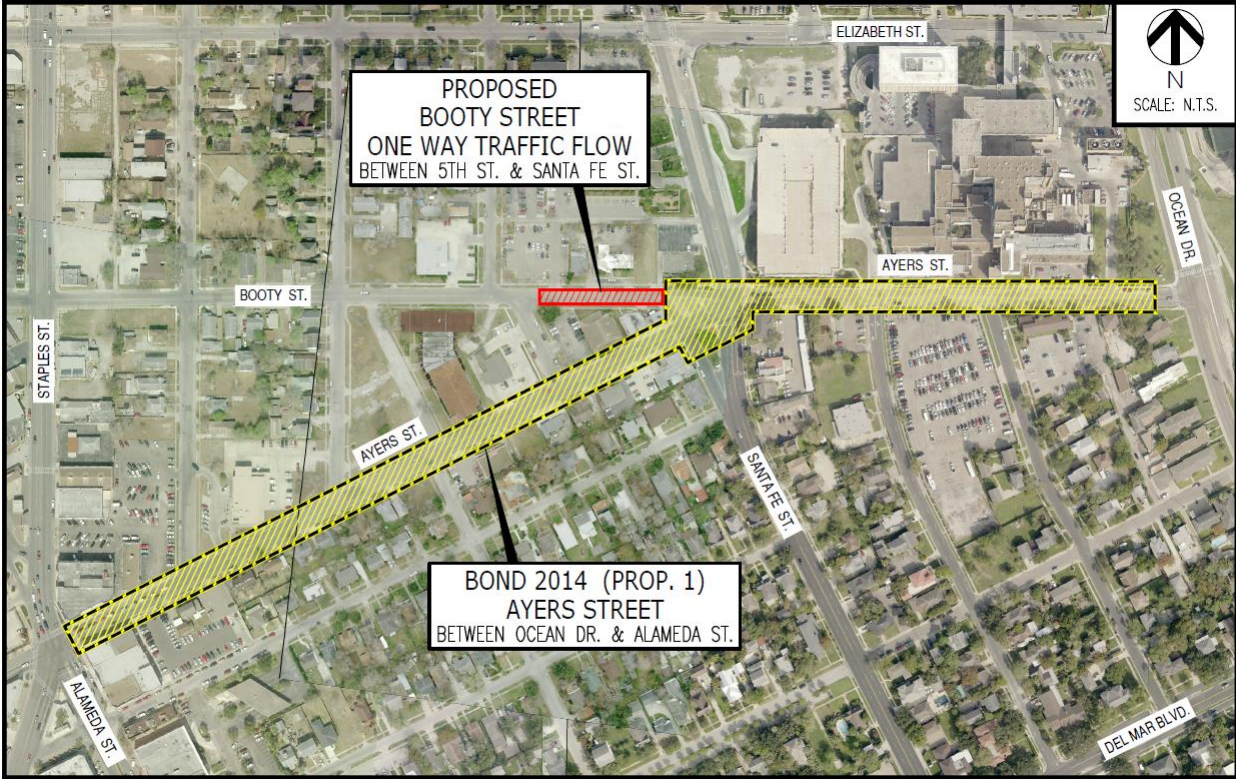 ELIZABETH ST.
N
SCALE: N.T.S.
PROPOSED
BOOTY STREET
ONE WAY TRAFFIC FLOW
BETWEEN 5TH ST. & SANTA FE ST.
OCEAN DR.
AYERS ST.
BOOTY ST.
STAPLES ST.
AYERS ST.
SANTA FE ST.
BOND 2014 (PROP. 1)
AYERS STREET
BETWEEN OCEAN DR. & ALAMEDA ST.
ALAMEDA ST.
DEL MAR BLVD.